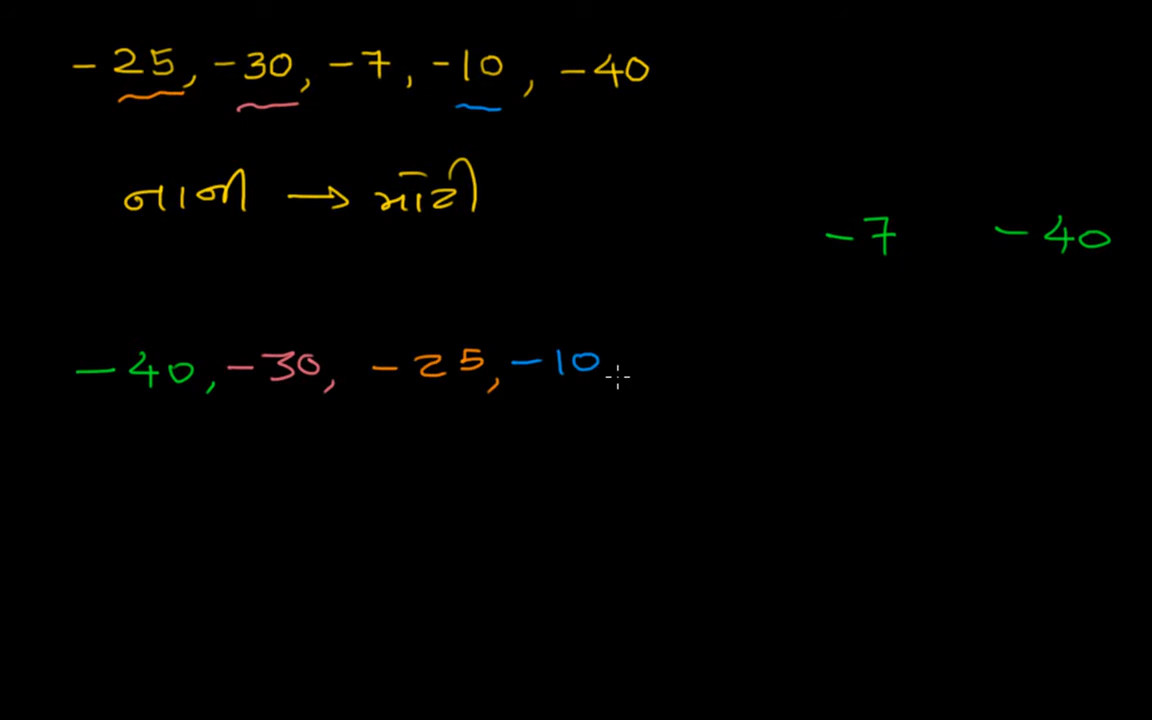 -25, -30, -7, -10, -40
નાની → મોટી
-7 -40
-40, -30, -25, -10